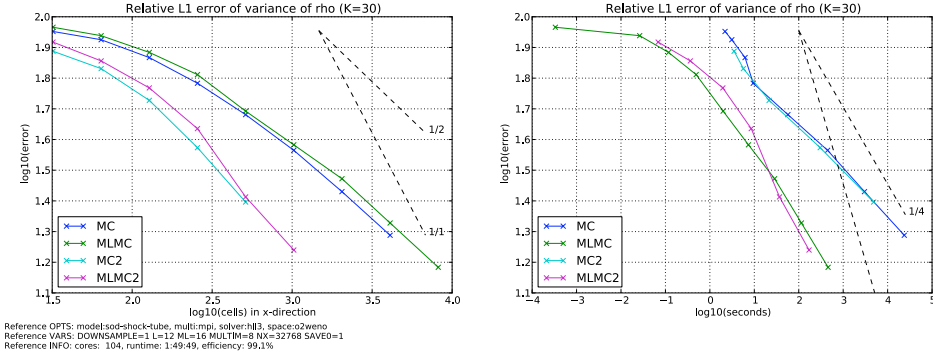 Relative L1 error of variance of rho (K=30)
2.0
1.9
1.8
1.7
1.6
1.5
1.4
1.3
1.2
1.1
log10(error)
1/2
1/1
MC
MLMC
MC2
MLMC2
1.5
2.0
2.5
3.0
3.5
4.0
log10(cells) in x-direction
Relative L1 error of variance of rho (K=30)
2.0
1.9
1.8
1.7
1.6
1.5
1.4
1.3
1.2
1.1
log10(error)
1/4
MC
MLMC
MC2
MLMC2
−4
−3
−2
−1
0
1
2
3
4
5
log10(seconds)
Reference OPTS: model:sod-shock-tube, multi:mpi, solver:hll3, space:o2weno
Reference VARS: DOWNSAMPLE=1 L=12 ML=16 MULTIM=8 NX=32768 SAVE0=1
Reference INFO: cores: 104, runtime: 1:49:49, efficiency: 99.1%